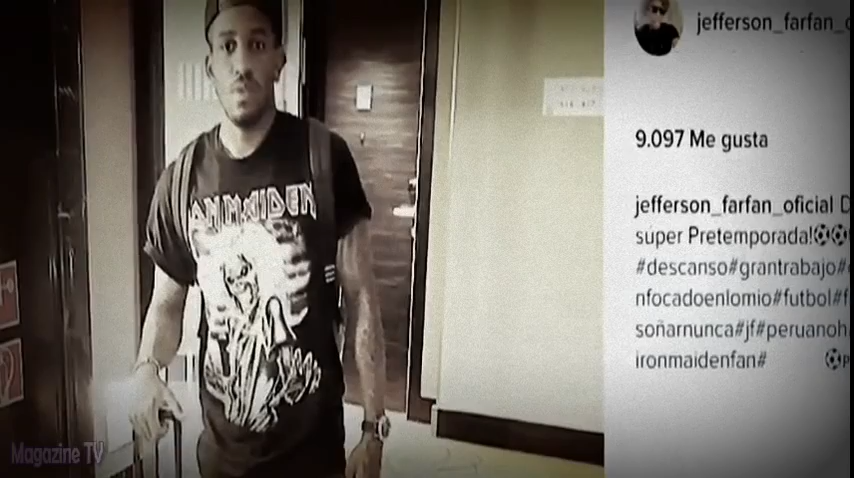 jefferson_farfan_o
9.097 Me gusta
jefferson_farfan_oficial D
súper Pretemporada!⚽⚽
#descanso#grantrabajo#
nfocadoenlomio#futbol#f
soñarnunca#jf#peruanoh
ironmaidenfan# ⚽P
IRON MAIDEN
Magazine TV